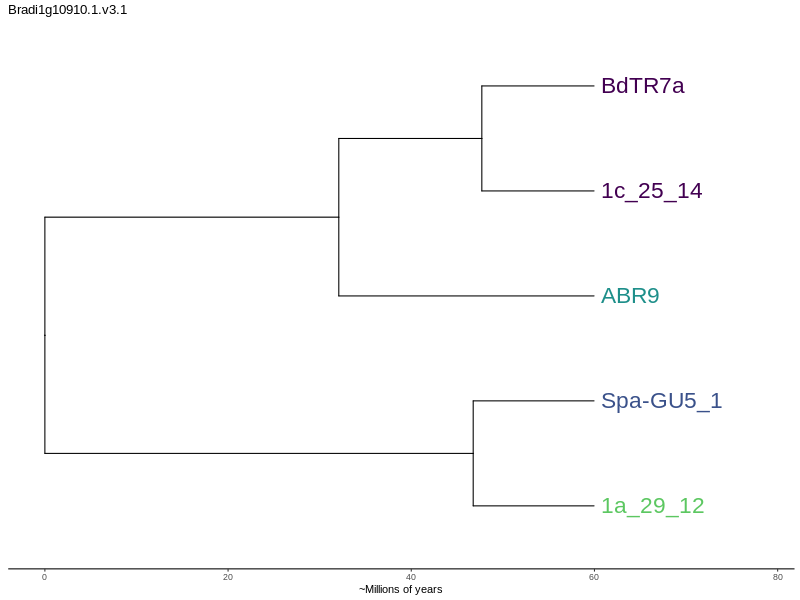 Bradi1g10910.1.v3.1
BdTR7a
1c_25_14
ABR9
Spa-GU5_1
1a_29_12
0 20 40 60 80
~Millions of years